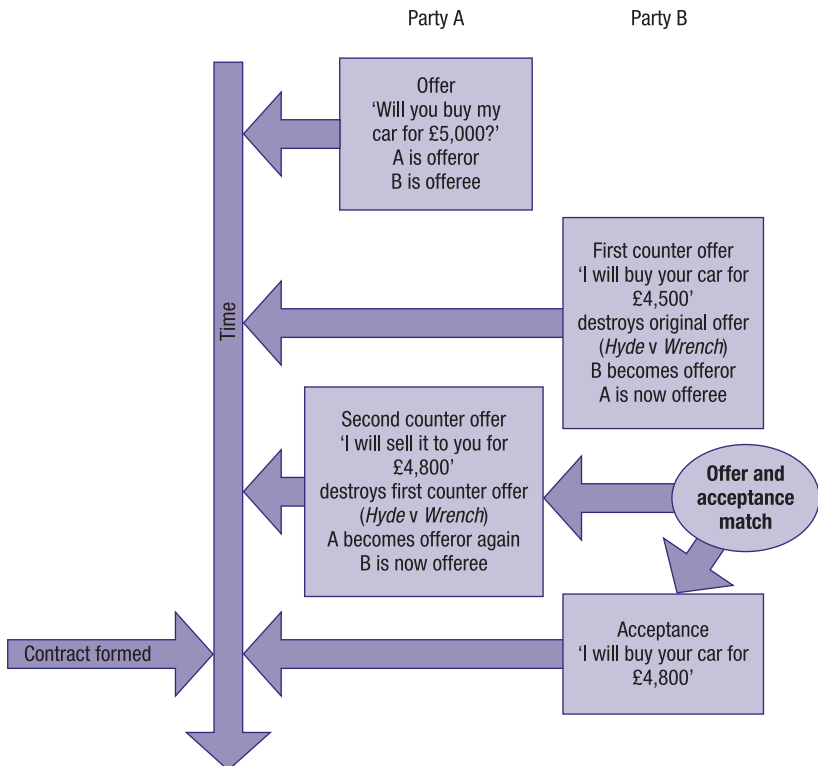 Party A
Party B
Offer
‘Will you buy my
car for £5,000?’
A is offeror
B is offeree
First counter offer
‘I will buy your car for
£4,500’
destroys original offer
(Hyde v Wrench)
B becomes offeror
A is now offeree
Time
Second counter offer
‘I will sell it to you for
£4,800’
destroys first counter offer
(Hyde v Wrench)
A becomes offeror again
B is now offeree
Offer and
acceptance
match
Contract formed
Acceptance
‘I will buy your car for
£4,800’